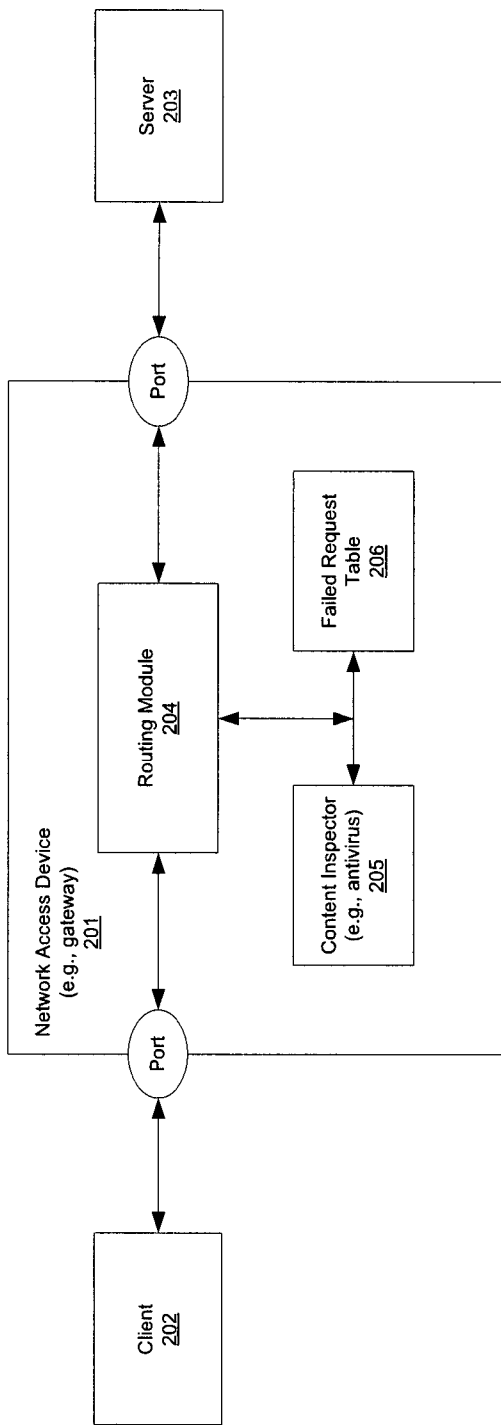 Network Access Device
(e.g., gateway)
201
Client
202
Port
Routing Module
204
Port
Server
203
Content Inspector
(e.g., antivirus)
205
Failed Request
Table
206